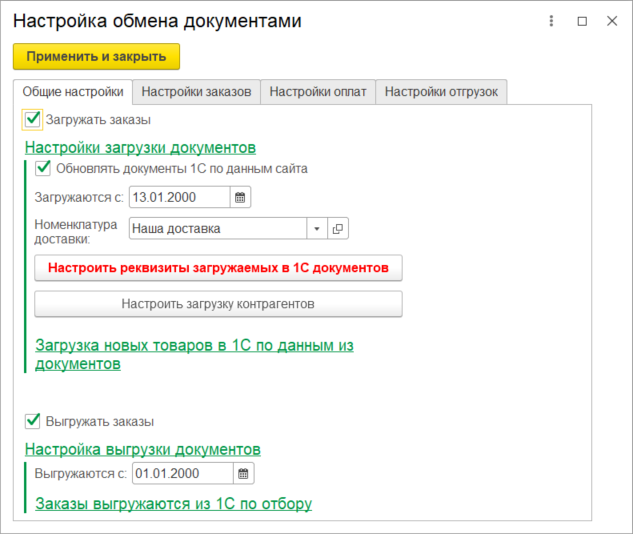 Настройка обмена документами
Применить и закрыть
Общие настройки
Настройки заказов
Настройки оплат
Настройки отгрузок
Загружать заказы
Настройки загрузки документов
Обновлять документы 1С по данным сайта
Загружаются с: 13.01.2000
Номенклатура
доставки:
Наша доставка
Настроить реквизиты загружаемых в 1С документов
Настроить загрузку контрагентов
Загрузка новых товаров в 1С по данным из
документов
Выгружать заказы
Настройка выгрузки документов
Выгружаются с: 01.01.2000
Заказы выгружаются из 1С по отбору